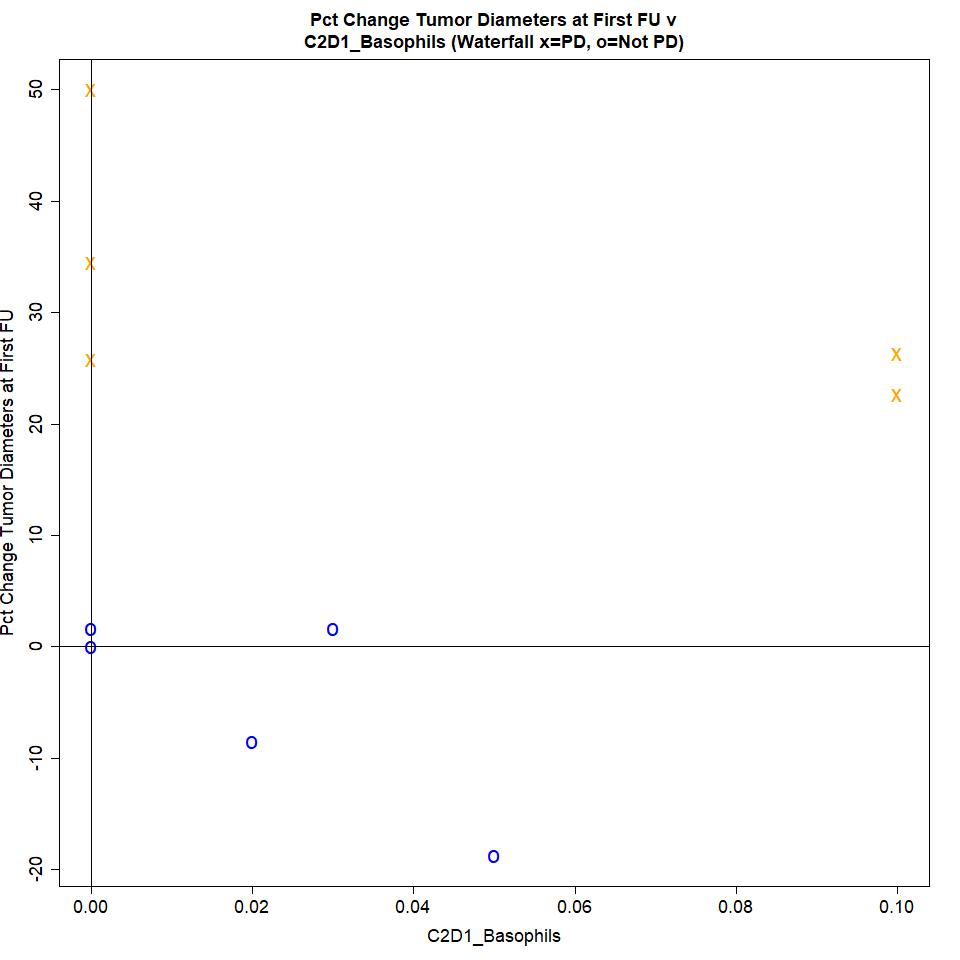 Pct Change Tumor Diameters at First FU v
C2D1_Basophils (Waterfall x=PD, o=Not PD)
Pct Change Tumor Diameters at First FU
50
40
30
20
10
0
-10
-20
X
X
X
X
X
O
O
O
O
O
0.00 0.02 0.04 0.06 0.08 0.10
C2D1_Basophils